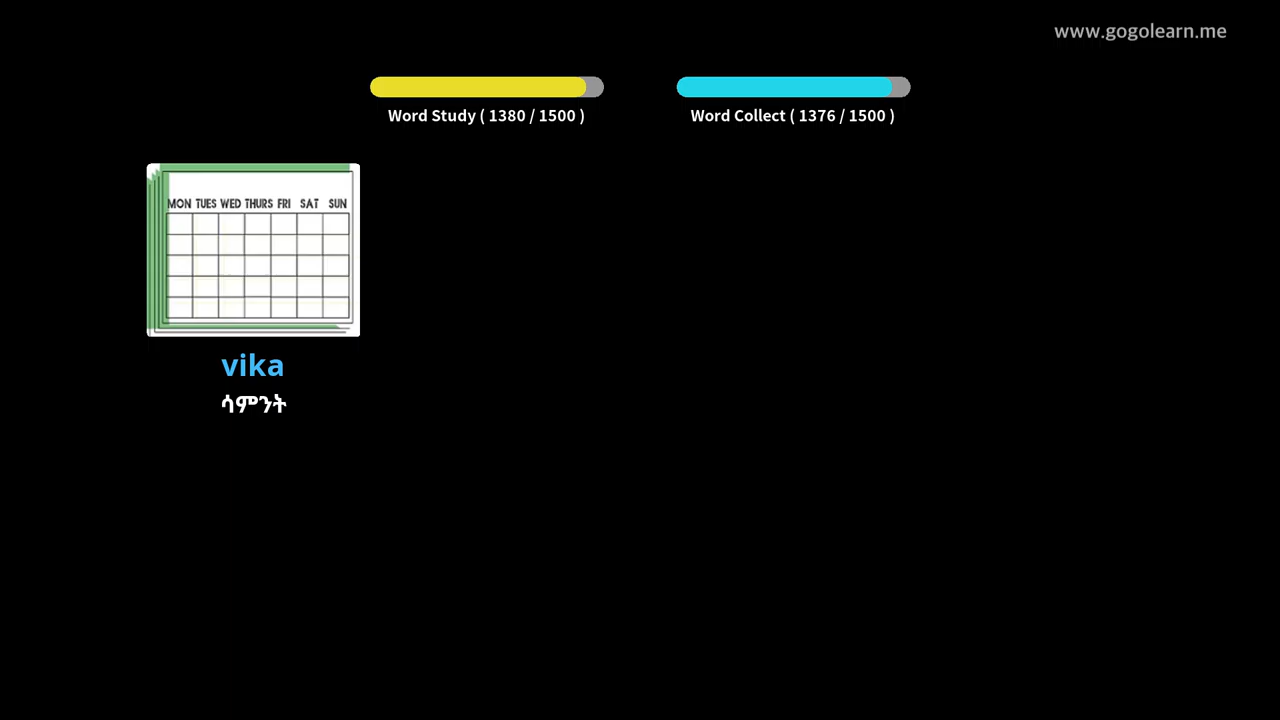 www.gogolearn.me
Word Study ( 1380 / 1500 )
Word Collect ( 1376 / 1500 )
MON TUES WED THURS FRI SAT SUN
vika
ሳምንት